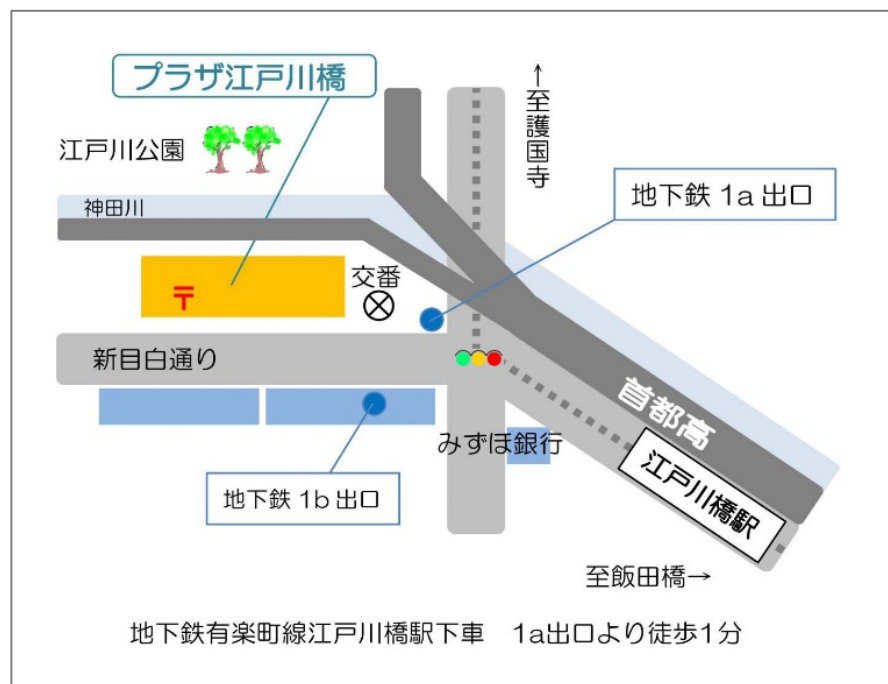 プラザ江戸川橋
↑至護国寺
江戸川公園
地下鉄 1a 出口
神田川
交番
〒
新目白通り
首都高
みずほ銀行
江戸川橋駅
地下鉄 1b 出口
至飯田橋→
地下鉄有楽町線江戸川橋駅下車　1a出口より徒歩1分